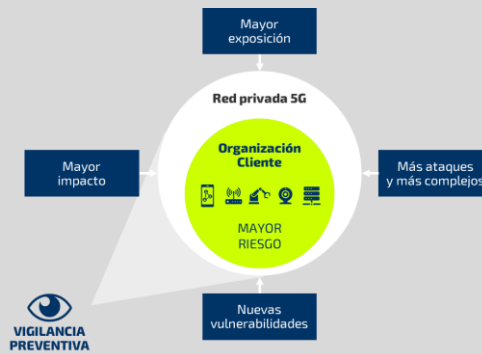 Mayor
exposición
Red privada 5G
Organización
Cliente
Mayor
impacto
Más ataques
y más complejos
MAYOR
RIESGO
Nuevas
vulnerabilidades
VIGILANCIA
PREVENTIVA